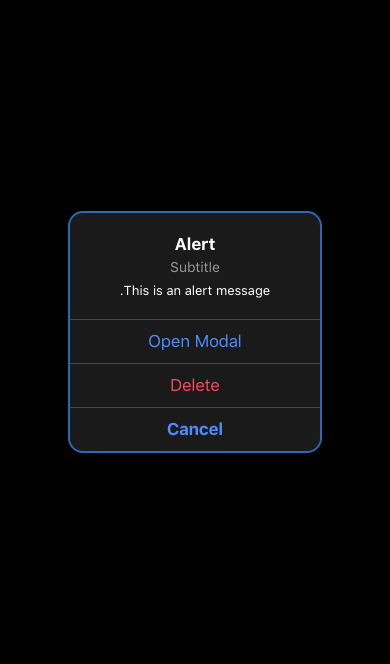 Alert
Subtitle
.This is an alert message
Open Modal
Delete
Cancel